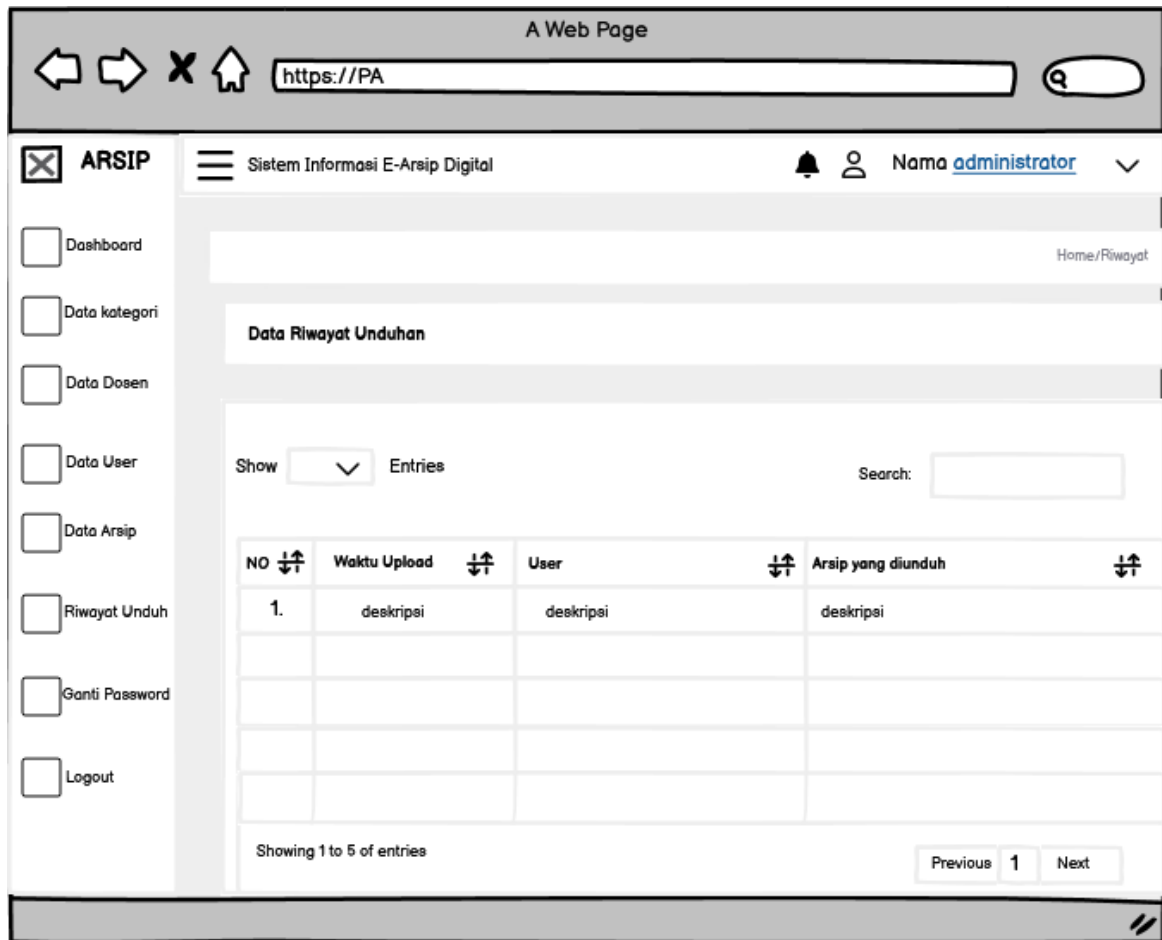 A Web Page
https://PA
ARSIP
Sistem Informasi E-Arsip Digital
Nama administrator
Dashboard
Data kategori
Data Dosen
Data User
Data Arsip
Riwayat Unduh
Ganti Password
Logout
Home/Riwayat
Data Riwayat Unduhan
Show Entries
Search:
NO Waktu Upload User Arsip yang diunduh
1. deskripsi deskripsi deskripsi
Showing 1 to 5 of entries
Previous 1 Next